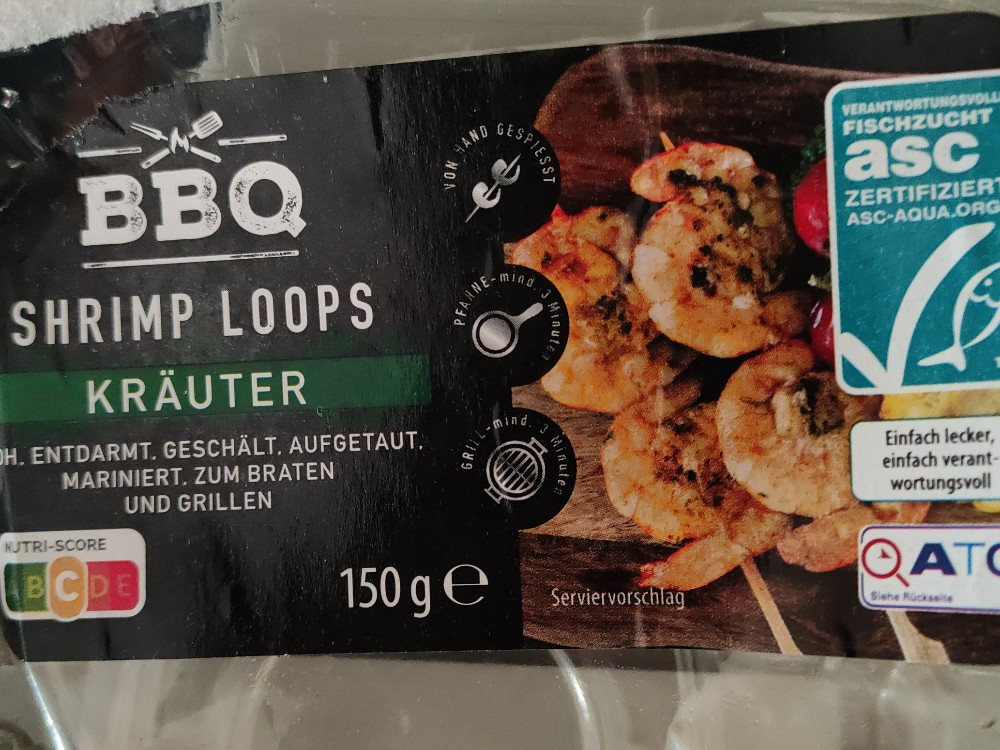 BBQ
SHRIMP LOOPS
KRÄUTER
ENTDARMT, GESCHÄLT, AUFGETAUT,
MARINIERT, ZUM BRATEN
UND GRILLEN
NUTRI-SCORE
B C D E
150 g e
VON HAND GESPIESST
PFANNE-mind. 3 Minuten
GRILL-mind. 3 Minuten
Serviervorschlag
VERANTWORTUNGSVOLL
FISCHZUCHT
asc
ZERTIFIZIERT
ASC-AQUA.ORG
Einfach lecker,
einfach verant-
wortungsvoll
ATC
Siehe Rückseite